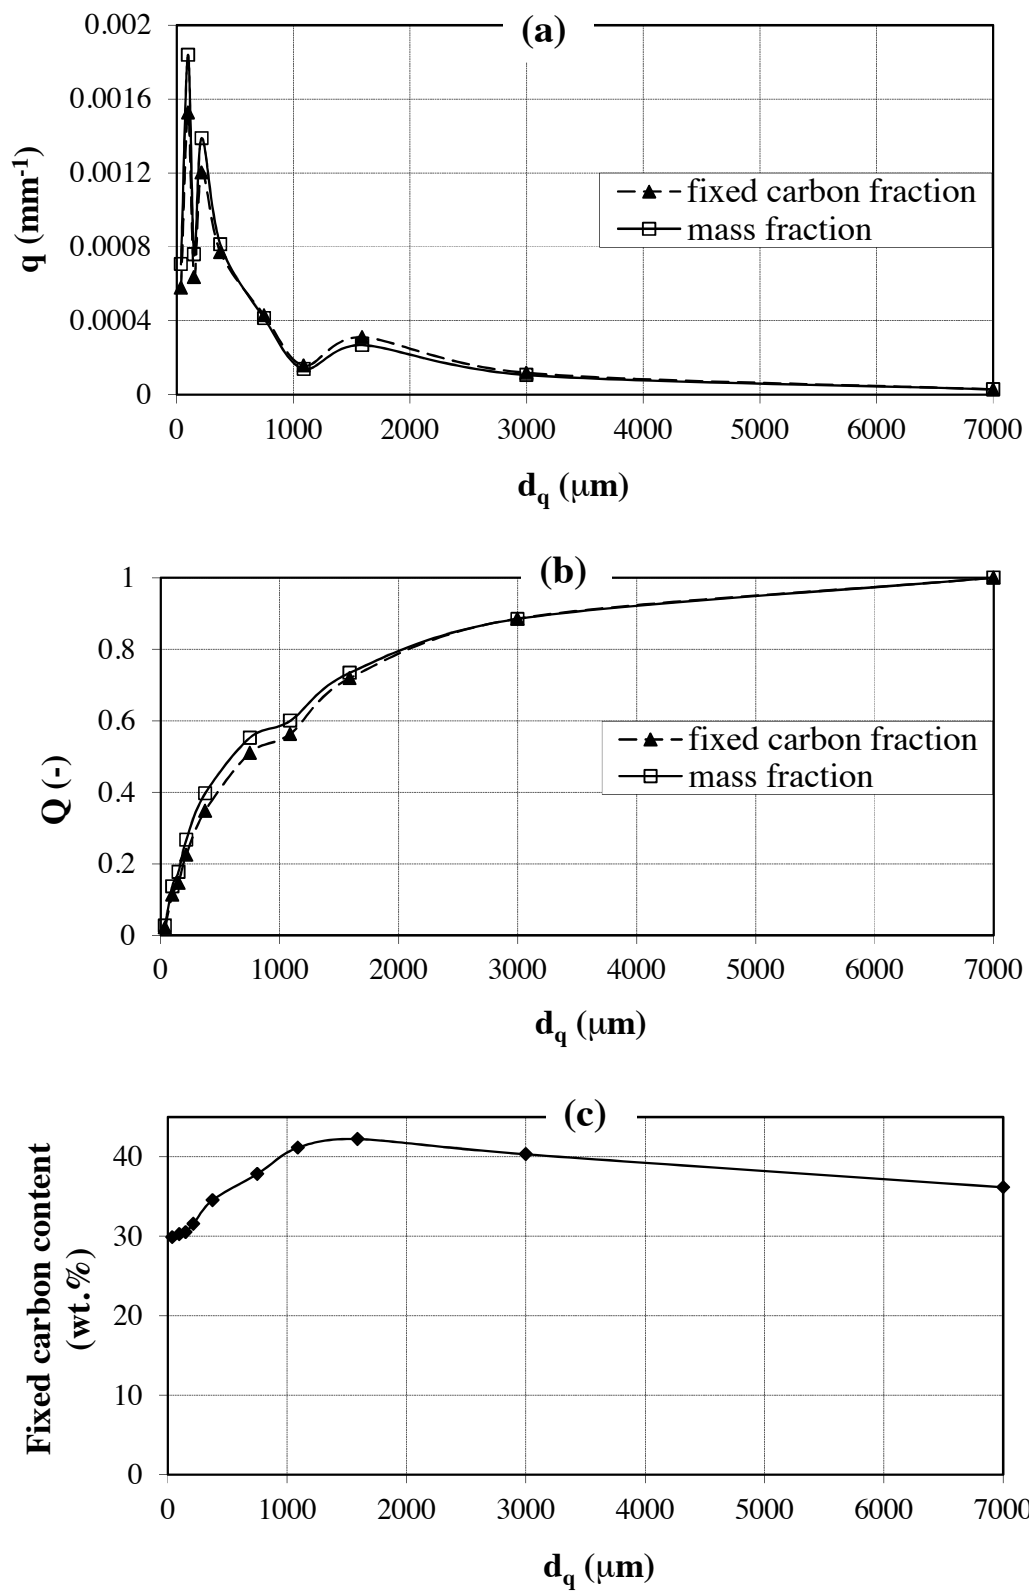 (a)
0.002
0.0016
0.0012
0.0008
0.0004
0
q (mm-1)
fixed carbon fraction
mass fraction
0 1000 2000 3000 4000 5000 6000 7000
dq (μm)
(b)
1
0.8
0.6
0.4
0.2
0
Q (-)
fixed carbon fraction
mass fraction
0 1000 2000 3000 4000 5000 6000 7000
dq (μm)
(c)
40
30
20
10
0
Fixed carbon content
(wt.%)
0 1000 2000 3000 4000 5000 6000 7000
dq (μm)